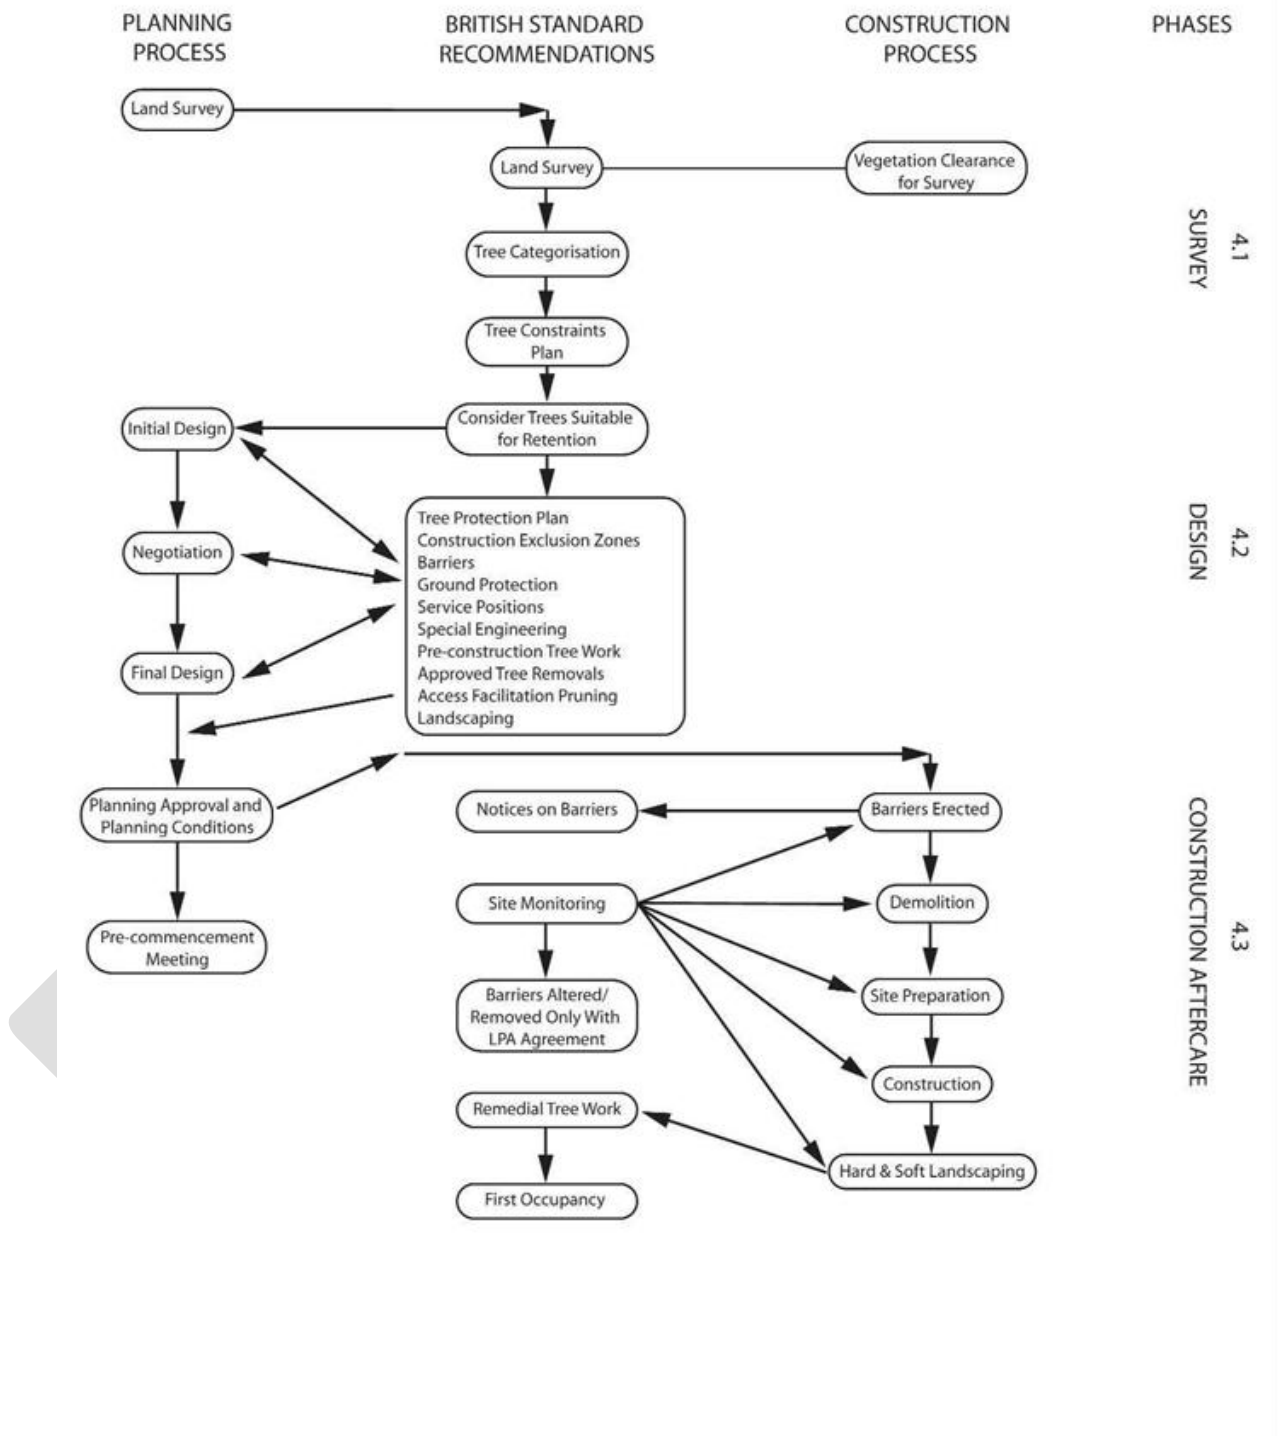 PLANNING
PROCESS
BRITISH STANDARD
RECOMMENDATIONS
CONSTRUCTION
PROCESS
PHASES
Land Survey
Land Survey
Vegetation Clearance
for Survey
Tree Categorisation
4.1
SURVEY
Tree Constraints
Plan
Initial Design
Consider Trees Suitable
for Retention
Negotiation
Final Design
Tree Protection Plan
Construction Exclusion Zones
Barriers
Ground Protection
Service Positions
Special Engineering
Pre-construction Tree Work
Approved Tree Removals
Access Facilitation Pruning
Landscaping
4.2
DESIGN
Planning Approval and
Planning Conditions
Pre-commencement
Meeting
Notices on Barriers
Barriers Erected
Site Monitoring
Demolition
Barriers Altered/
Removed Only With
LPA Agreement
Site Preparation
Construction
Remedial Tree Work
Hard & Soft Landscaping
First Occupancy
4.3
CONSTRUCTION AFTERCARE